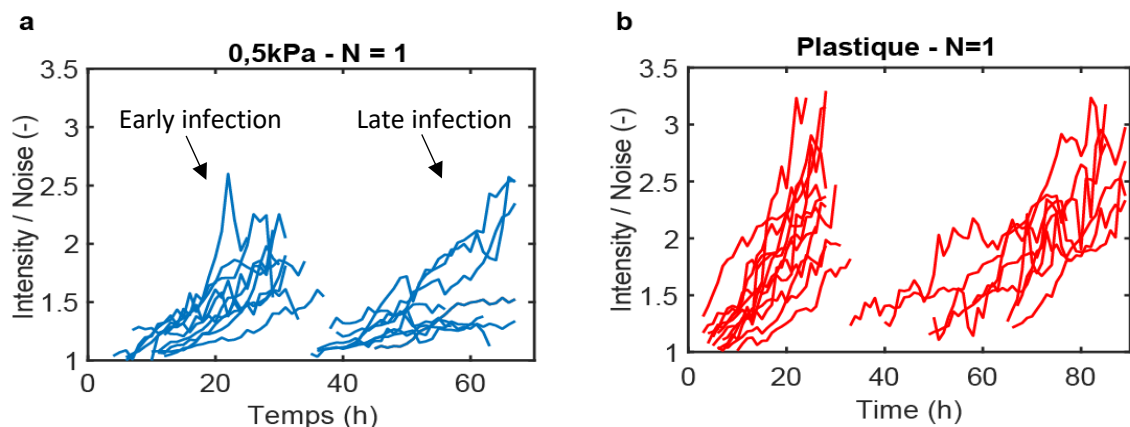 a
0,5kPa - N = 1
3.5
3
2.5
2
1.5
1
Intensity / Noise (-)
Early infection
Late infection
0
20
40
60
Temps (h)
b
Plastique - N=1
3.5
3
2.5
2
1.5
1
Intensity / Noise (-)
0
20
40
60
80
Time (h)